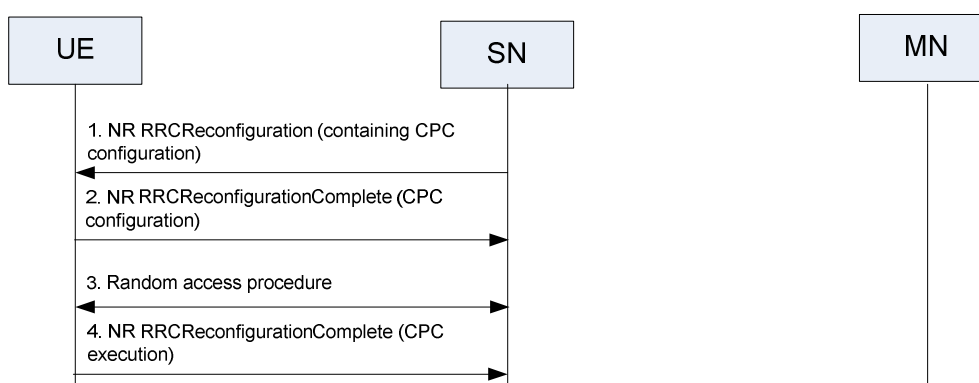 UE
SN
MN
1. NR RRCReconfiguration (containing CPC
configuration)
2. NR RRCReconfigurationComplete (CPC
configuration)
3. Random access procedure
4. NR RRCReconfigurationComplete (CPC
execution)